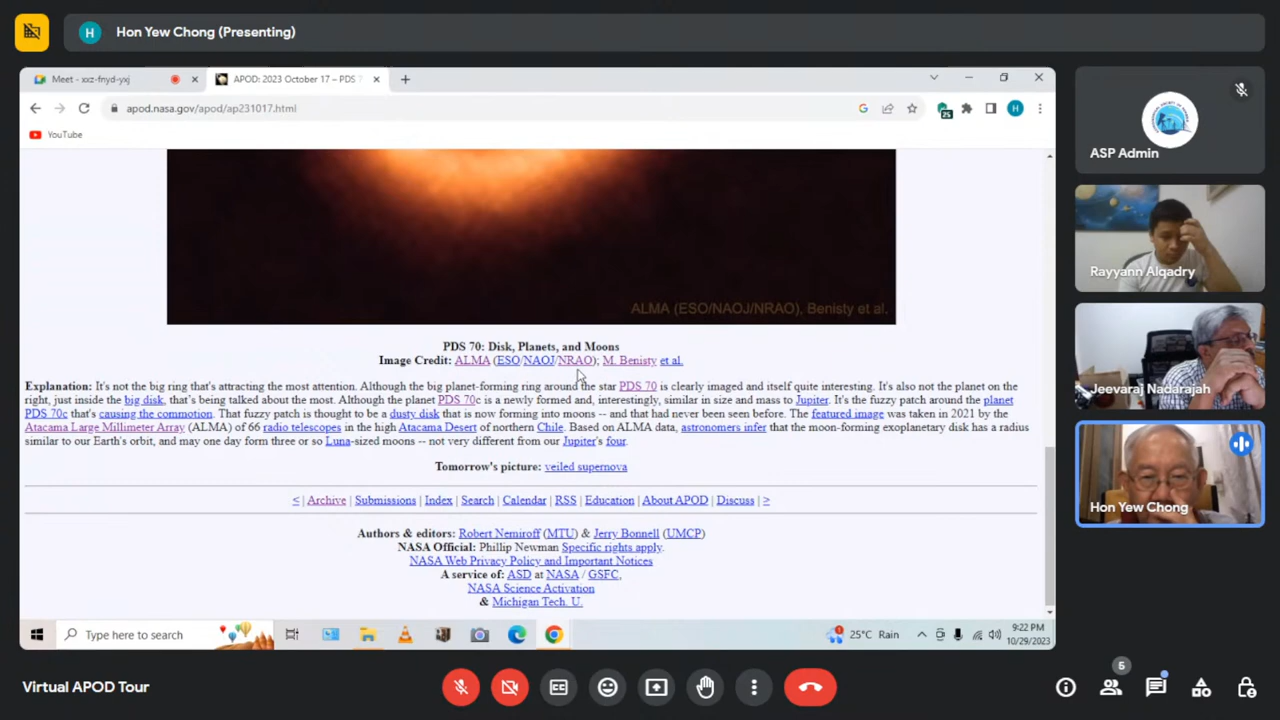 H
Hon Yew Chong (Presenting)
Meet - xxz-fnyd-yxj
APOD: 2023 October 17 – PDS 7
apod.nasa.gov/apod/ap231017.html
G
25
H
YouTube
ALMA (ESO/NAOJ/NRAO), Benisty et al.
PDS 70: Disk, Planets, and Moons
Image Credit: ALMA (ESO/NAOJ/NRAO); M. Benisty et al.
Explanation: It's not the big ring that's attracting the most attention. Although the big planet-forming ring around the star PDS 70 is clearly imaged and itself quite interesting. It's also not the planet on the
right, just inside the big disk, that's being talked about the most. Although the planet PDS 70c is a newly formed and, interestingly, similar in size and mass to Jupiter. It's the fuzzy patch around the planet
PDS 70c that's causing the commotion. That fuzzy patch is thought to be a dusty disk that is now forming into moons -- and that had never been seen before. The featured image was taken in 2021 by the
Atacama Large Millimeter Array (ALMA) of 66 radio telescopes in the high Atacama Desert of northern Chile. Based on ALMA data, astronomers infer that the moon-forming exoplanetary disk has a radius
similar to our Earth's orbit, and may one day form three or so Luna-sized moons -- not very different from our Jupiter's four.
Tomorrow's picture: veiled supernova
< | Archive | Submissions | Index | Search | Calendar | RSS | Education | About APOD | Discuss | >
Authors & editors: Robert Nemiroff (MTU) & Jerry Bonnell (UMCP)
NASA Official: Phillip Newman Specific rights apply.
NASA Web Privacy Policy and Important Notices
A service of: ASD at NASA / GSFC,
NASA Science Activation
& Michigan Tech. U.
Type here to search
25°C Rain
9:22 PM
10/29/2023
ASP Admin
Rayyann Alqadry
Jeevaraj Nadarajah
Hon Yew Chong
Virtual APOD Tour
5